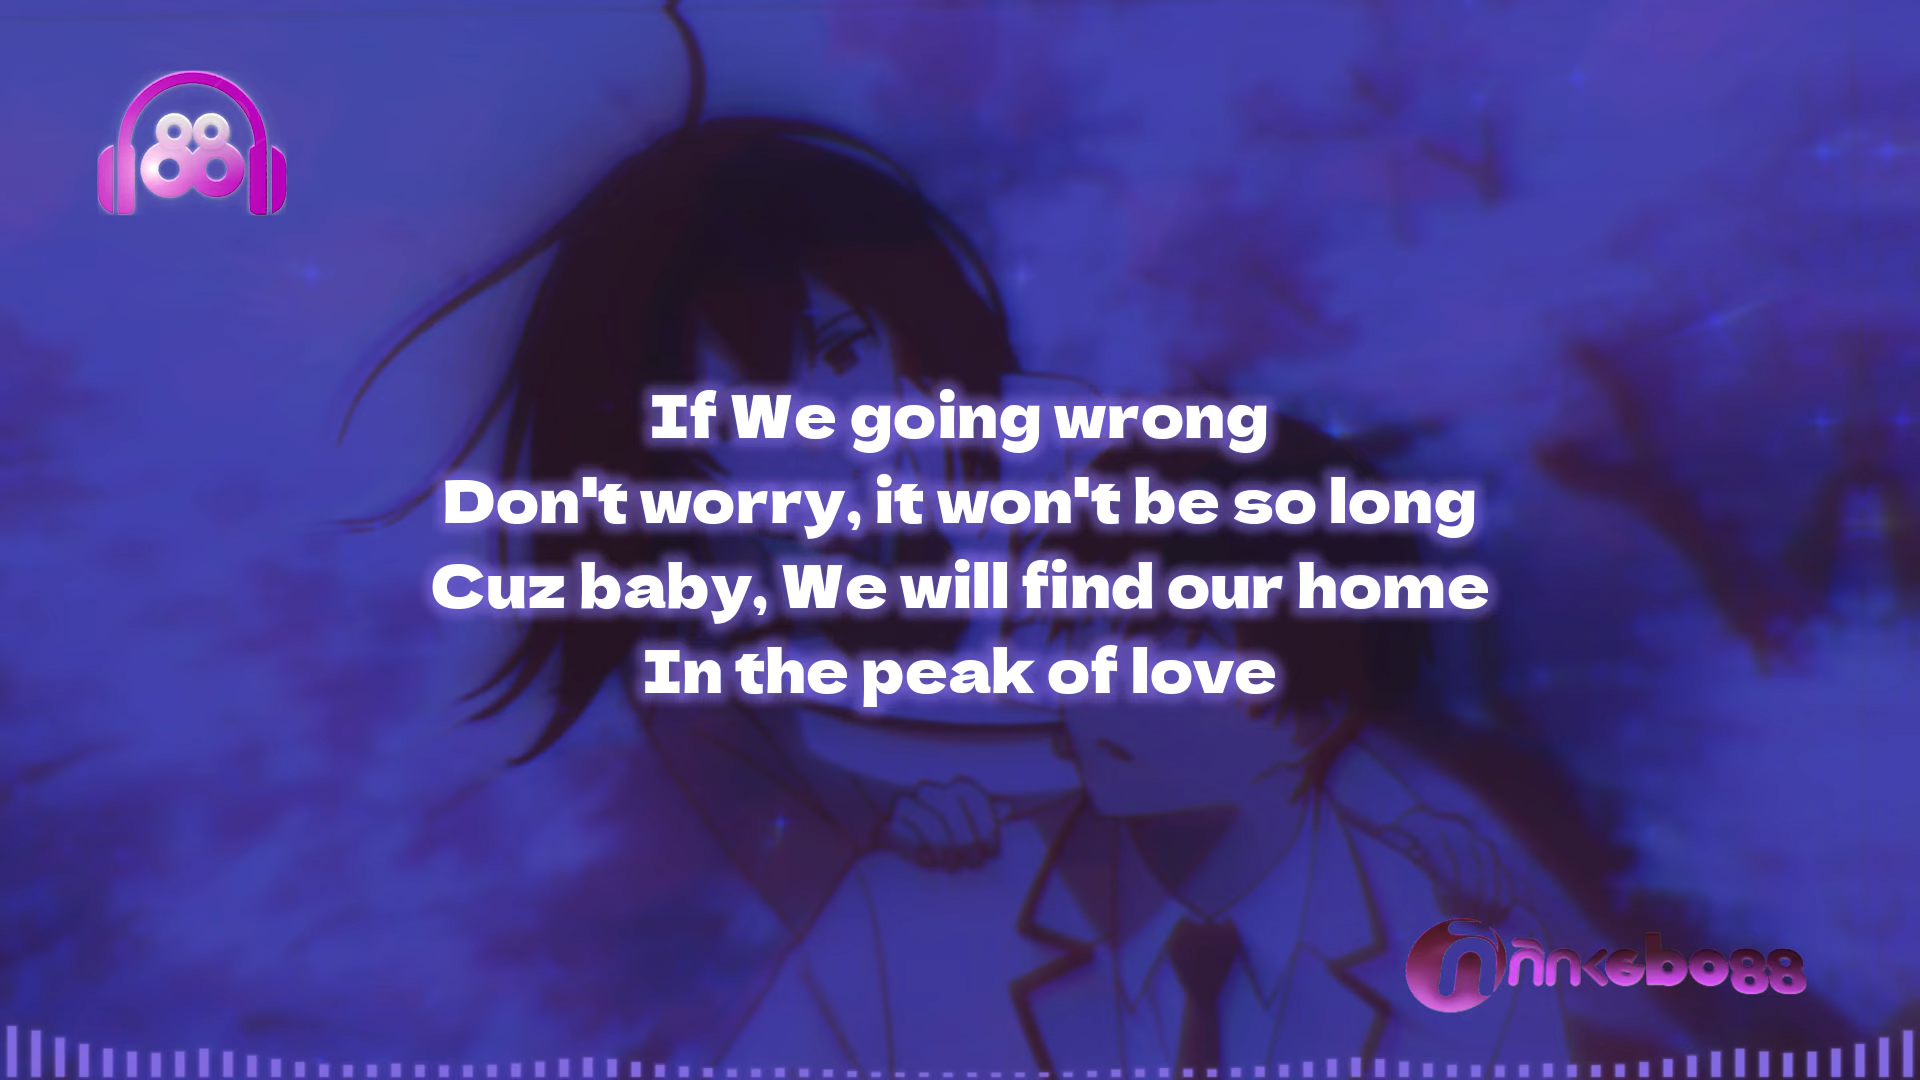 88
If We going wrong
Don't worry, it won't be so long
Cuz baby, We will find our home
In the peak of love